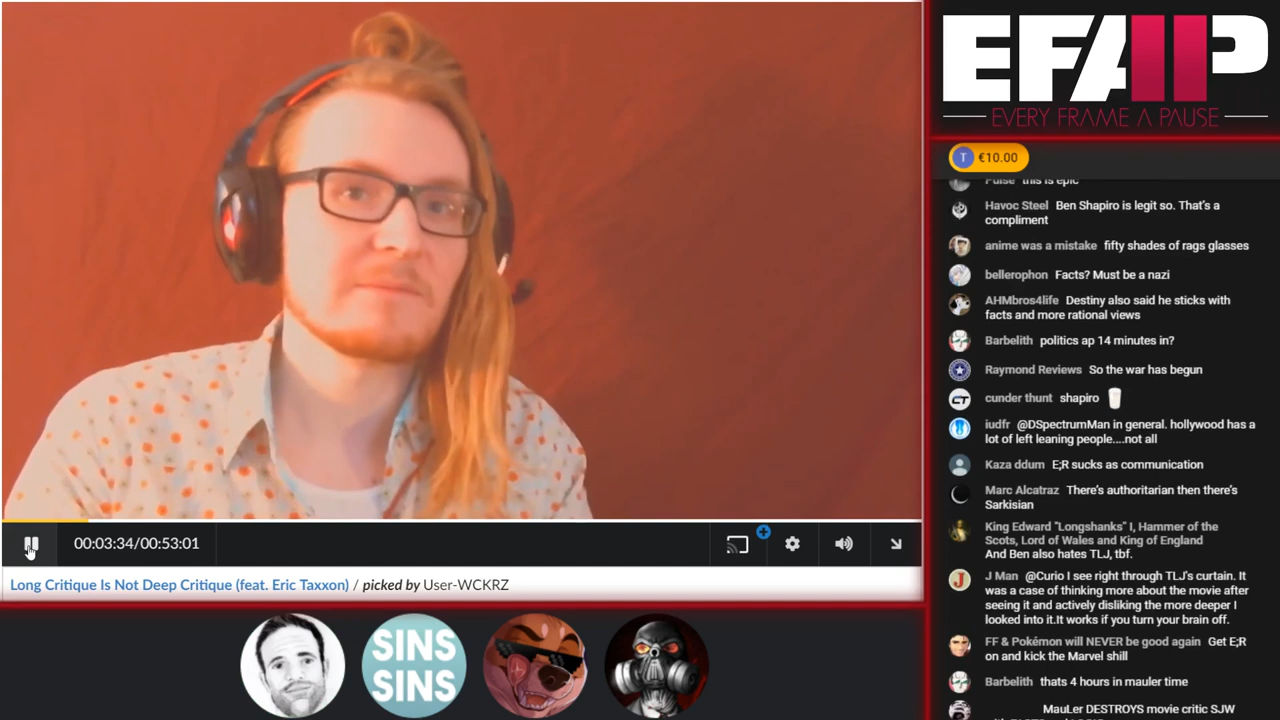 EFAP
EVERY FRAME A PAUSE
T €10.00
Pulse this is epic
Havoc Steel Ben Shapiro is legit so. That's a
compliment
anime was a mistake fifty shades of rags glasses
bellerophon Facts? Must be a nazi
AHMbros4life Destiny also said he sticks with
facts and more rational views
Barbelith politics ap 14 minutes in?
Raymond Reviews So the war has begun
CT cunder thunt shapiro
iudfr @DSpectrumMan in general. hollywood has a
lot of left leaning people....not all
Kaza ddum E;R sucks as communication
Marc Alcatraz There's authoritarian then there's
Sarkisian
King Edward "Longshanks" I, Hammer of the
Scots, Lord of Wales and King of England
And Ben also hates TLJ, tbf.
J Man @Curio I see right through TLJ's curtain. It
was a case of thinking more about the movie after
seeing it and actively disliking the more deeper I
looked into it.It works if you turn your brain off.
FF & Pokémon will NEVER be good again Get E;R
on and kick the Marvel shill
Barbelith thats 4 hours in mauler time
MauLer DESTROYS movie critic SJW
00:03:34/00:53:01
Long Critique Is Not Deep Critique (feat. Eric Taxxon) / picked by User-WCKRZ
SINS
SINS